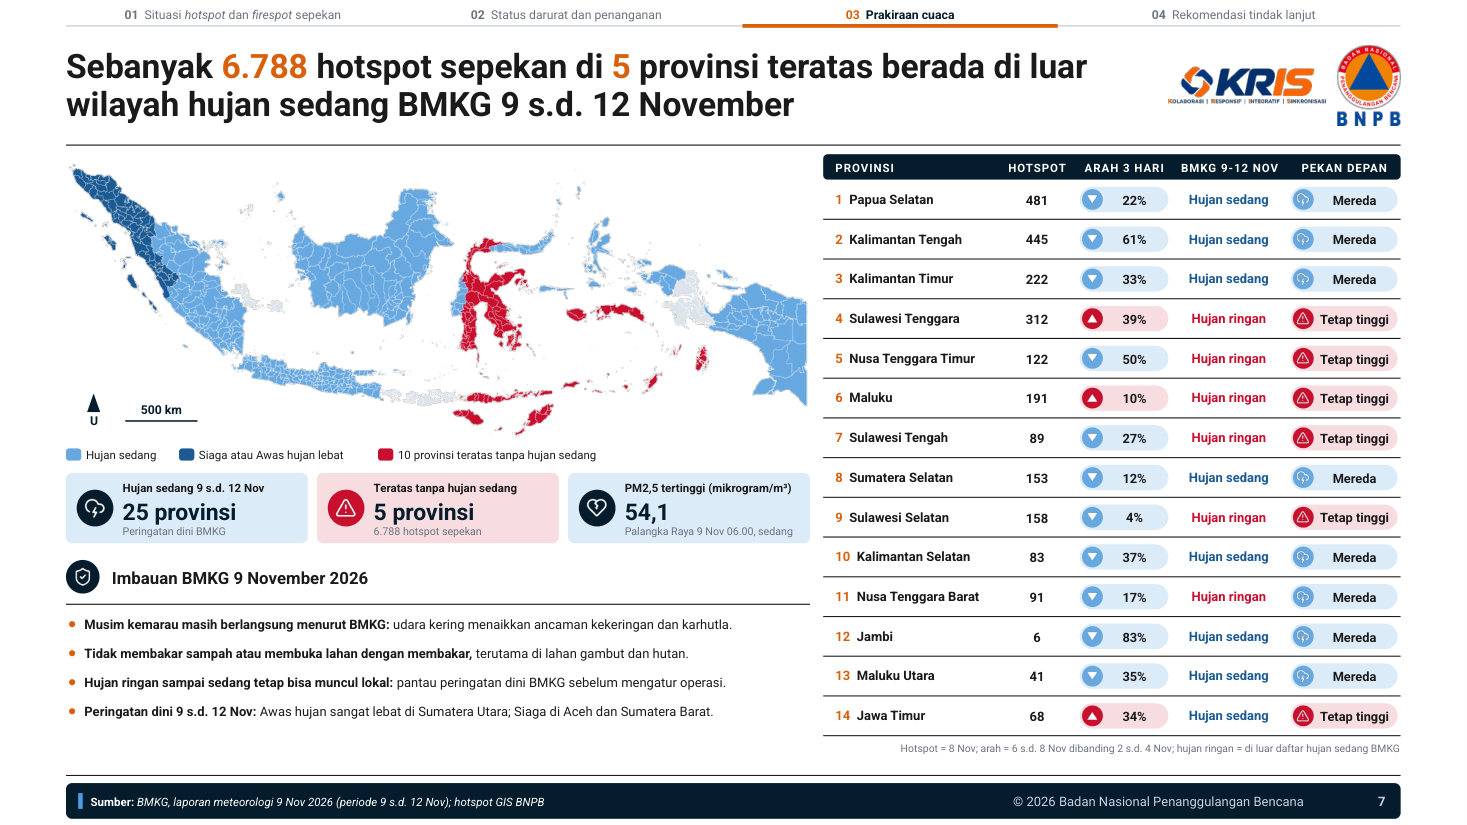 01 Situasi hotspot dan firespot sepekan
02 Status darurat dan penanganan
03 Prakiraan cuaca
04 Rekomendasi tindak lanjut
Sebanyak 6.788 hotspot sepekan di 5 provinsi teratas berada di luar
wilayah hujan sedang BMKG 9 s.d. 12 November
KRIS
KOLABORASI | RESPONSIF | INTEGRATIF | SINKRONISASI
BADAN NASIONAL
PENANGGULANGAN BENCANA
BNPB
U
500 km
Hujan sedang
Siaga atau Awas hujan lebat
10 provinsi teratas tanpa hujan sedang
Hujan sedang 9 s.d. 12 Nov
25 provinsi
Peringatan dini BMKG
Teratas tanpa hujan sedang
5 provinsi
6.788 hotspot sepekan
PM2,5 tertinggi (mikrogram/m³)
54,1
Palangka Raya 9 Nov 06.00, sedang
Imbauan BMKG 9 November 2026
• Musim kemarau masih berlangsung menurut BMKG: udara kering menaikkan ancaman kekeringan dan karhutla.
• Tidak membakar sampah atau membuka lahan dengan membakar, terutama di lahan gambut dan hutan.
• Hujan ringan sampai sedang tetap bisa muncul lokal: pantau peringatan dini BMKG sebelum mengatur operasi.
• Peringatan dini 9 s.d. 12 Nov: Awas hujan sangat lebat di Sumatera Utara; Siaga di Aceh dan Sumatera Barat.
PROVINSI HOTSPOT ARAH 3 HARI BMKG 9-12 NOV PEKAN DEPAN
1 Papua Selatan 481 ▼ 22% Hujan sedang Mereda
2 Kalimantan Tengah 445 ▼ 61% Hujan sedang Mereda
3 Kalimantan Timur 222 ▼ 33% Hujan sedang Mereda
4 Sulawesi Tenggara 312 ▲ 39% Hujan ringan Tetap tinggi
5 Nusa Tenggara Timur 122 ▼ 50% Hujan ringan Tetap tinggi
6 Maluku 191 ▲ 10% Hujan ringan Tetap tinggi
7 Sulawesi Tengah 89 ▼ 27% Hujan ringan Tetap tinggi
8 Sumatera Selatan 153 ▼ 12% Hujan sedang Mereda
9 Sulawesi Selatan 158 ▼ 4% Hujan ringan Tetap tinggi
10 Kalimantan Selatan 83 ▼ 37% Hujan sedang Mereda
11 Nusa Tenggara Barat 91 ▼ 17% Hujan ringan Mereda
12 Jambi 6 ▼ 83% Hujan sedang Mereda
13 Maluku Utara 41 ▼ 35% Hujan sedang Mereda
14 Jawa Timur 68 ▲ 34% Hujan sedang Tetap tinggi
Hotspot = 8 Nov; arah = 6 s.d. 8 Nov dibanding 2 s.d. 4 Nov; hujan ringan = di luar daftar hujan sedang BMKG
Sumber: BMKG, laporan meteorologi 9 Nov 2026 (periode 9 s.d. 12 Nov); hotspot GIS BNPB
© 2026 Badan Nasional Penanggulangan Bencana
7